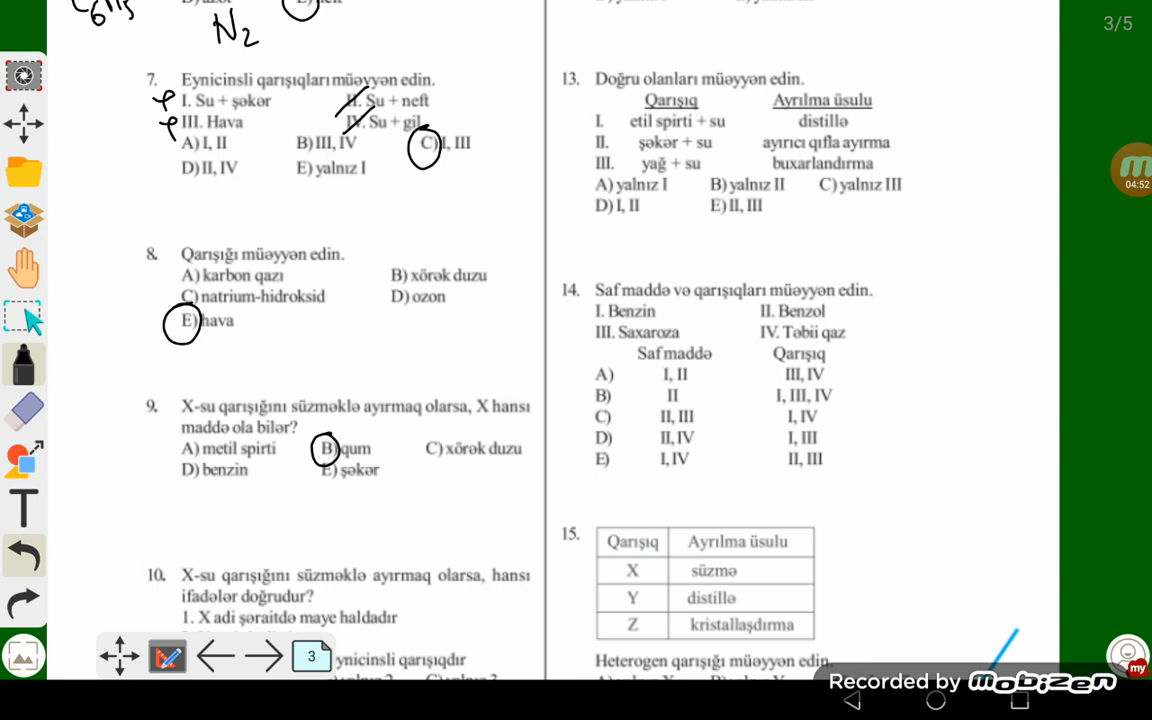 3/5
N2
7. Eynicinsli qarışıqları müəyyən edin.
I. Su + şəkər II. Su + neft
III. Hava IV. Su + gil
A) I, II B) III, IV C) I, III
D) II, IV E) yalnız I
8. Qarışığı müəyyən edin.
A) karbon qazı B) xörək duzu
C) natrium-hidroksid D) ozon
E) hava
9. X-su qarışığını süzməklə ayırmaq olarsa, X hansı
maddə ola bilər?
A) metil spirti B) qum C) xörək duzu
D) benzin E) şəkər
10. X-su qarışığını süzməklə ayırmaq olarsa, hansı
ifadələr doğrudur?
1. X adi şəraitdə maye haldadır
ynicinsli qarışıqdır
13. Doğru olanları müəyyən edin.
Qarışıq Ayrılma üsulu
I. etil spirti + su distillə
II. şəkər + su ayırıcı qıfla ayırma
III. yağ + su buxarlandırma
A) yalnız I B) yalnız II C) yalnız III
D) I, II E) II, III
14. Saf maddə və qarışıqları müəyyən edin.
I. Benzin II. Benzol
III. Saxaroza IV. Təbii qaz
Saf maddə Qarışıq
A) I, II III, IV
B) II I, III, IV
C) II, III I, IV
D) II, IV I, III
E) I, IV II, III
15. Qarışıq Ayrılma üsulu
X süzmə
Y distillə
Z kristallaşdırma
Heterogen qarışığı müəyyən edin.
04:52
T
3
Recorded by mobizen
my